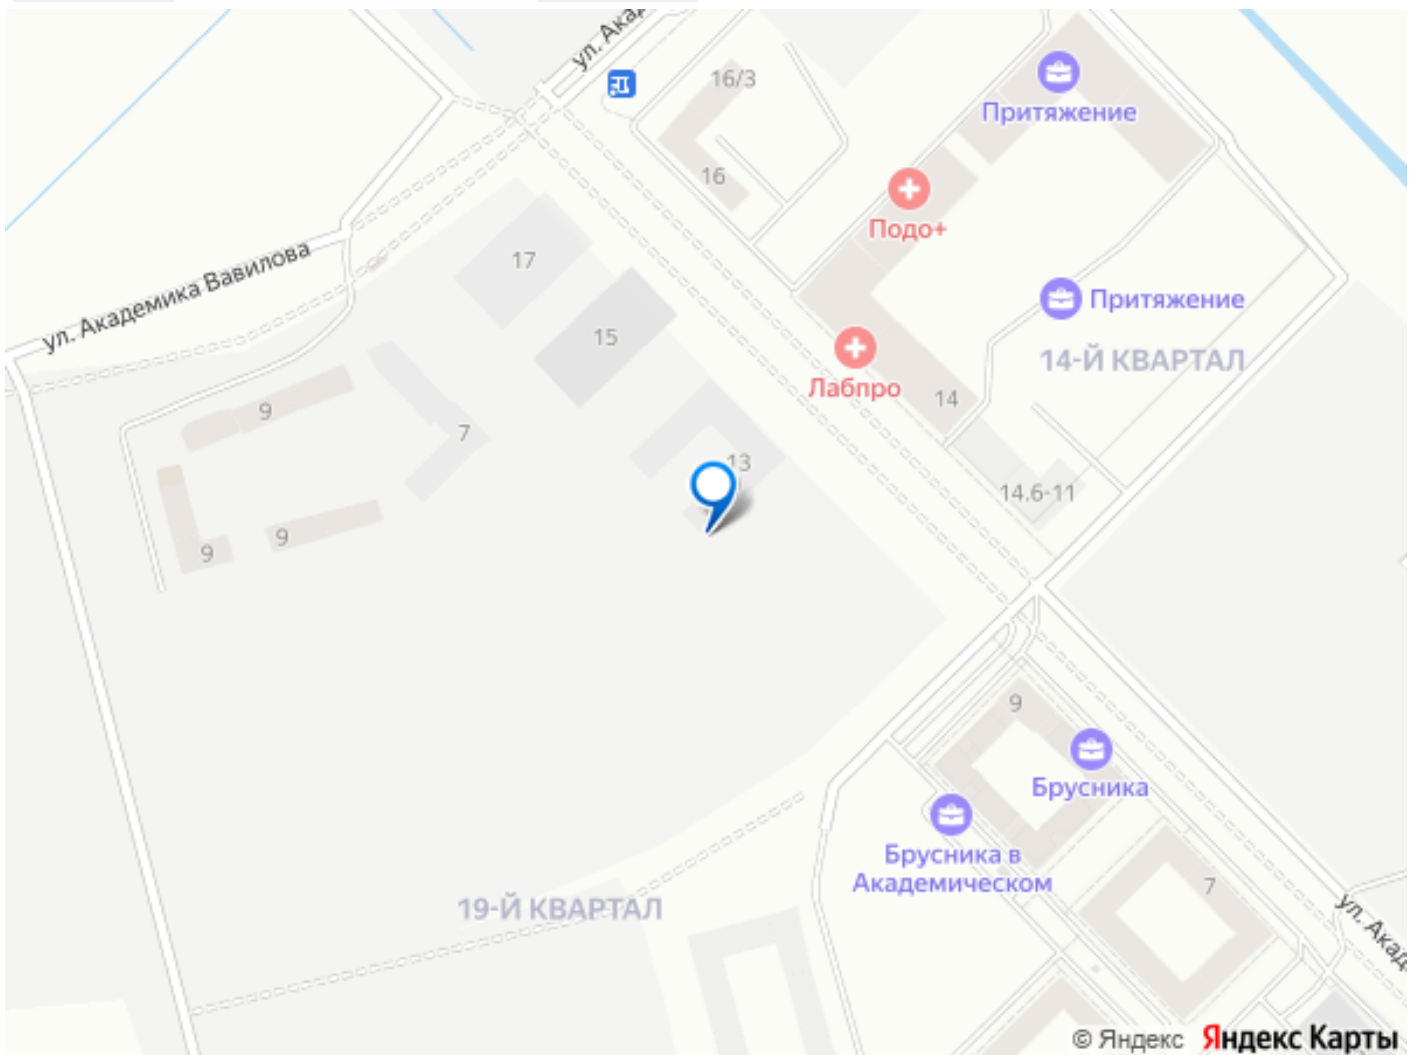 ул. Ака
16/3
Притяжение
16
Подо+
ул. Академика Вавилова
17
Притяжение
15
14-Й КВАРТАЛ
Лабпро
14
9
7
13
14.6-11
9
9
9
Брусника
Брусника в
Академическом
7
19-Й КВАРТАЛ
ул. Акад
© Яндекс Яндекс Карты